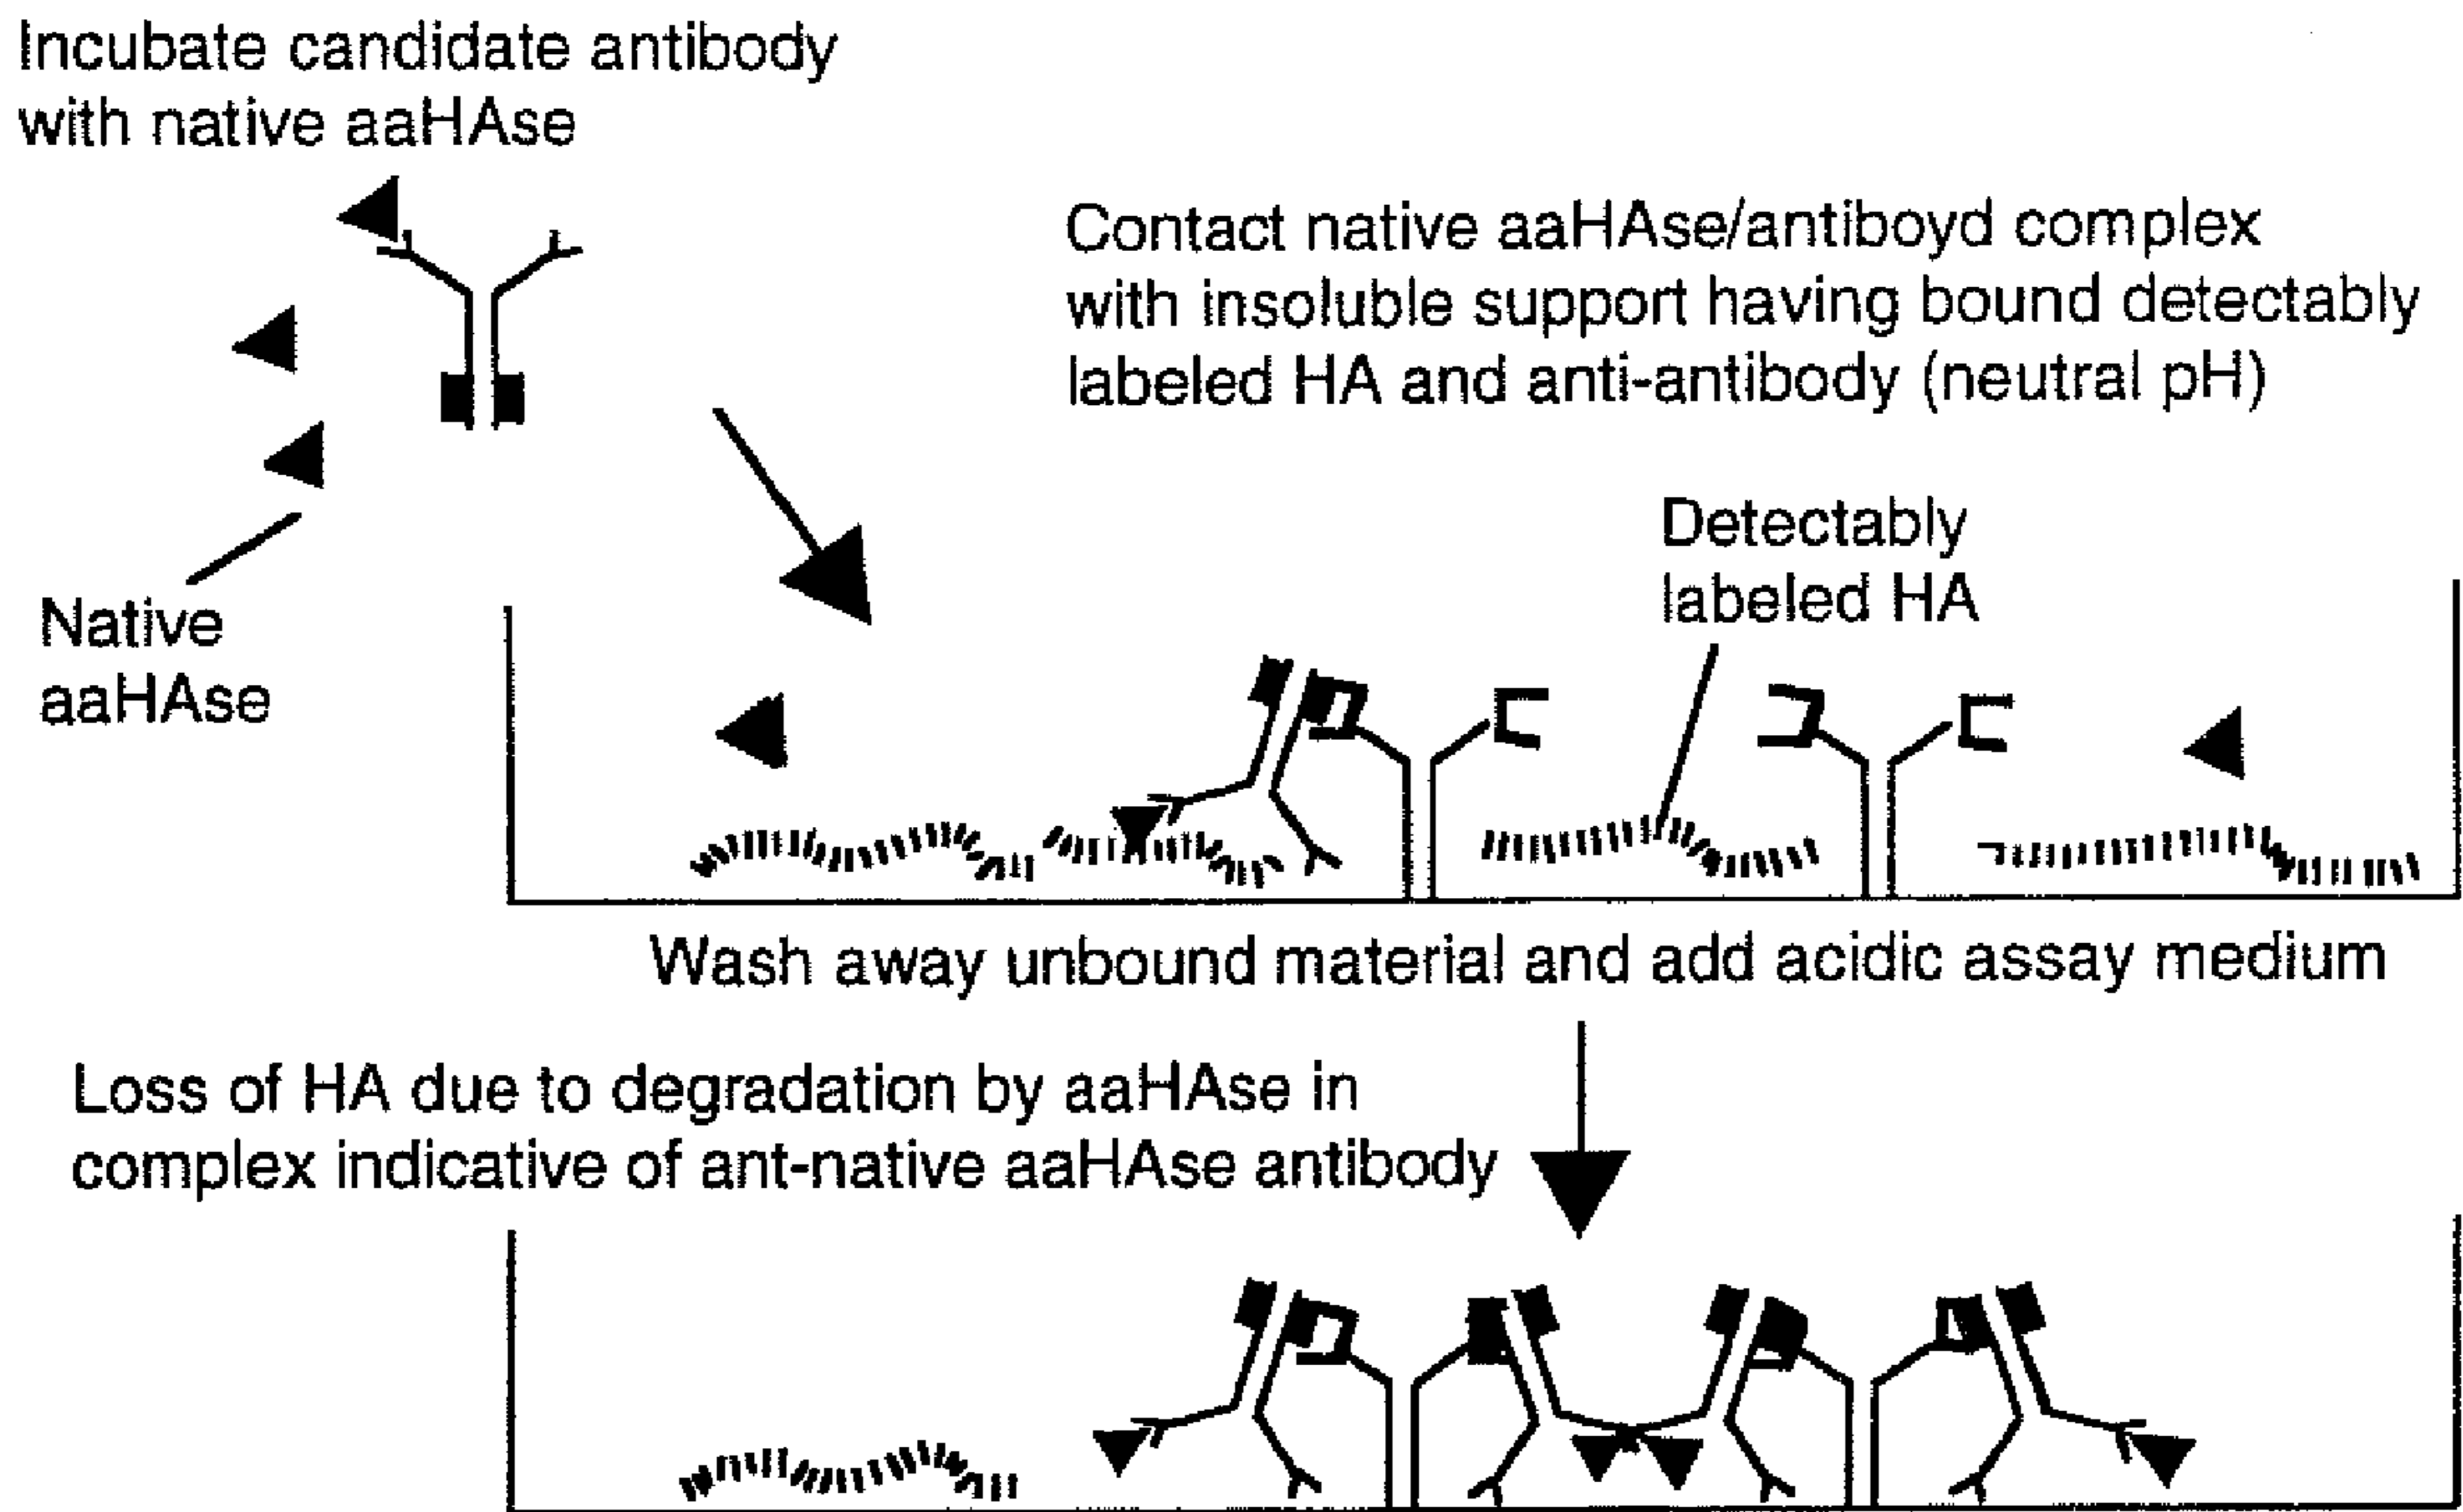 Incubate candidate antibody
with native aaHAse
Contact native aaHAse/antiboyd complex
with insoluble support having bound detectably
labeled HA and anti-antibody (neutral pH)
Detectably
labeled HA
Native
aaHAse
Wash away unbound material and add acidic assay medium
Loss of HA due to degradation by aaHAse in
complex indicative of ant-native aaHAse antibody